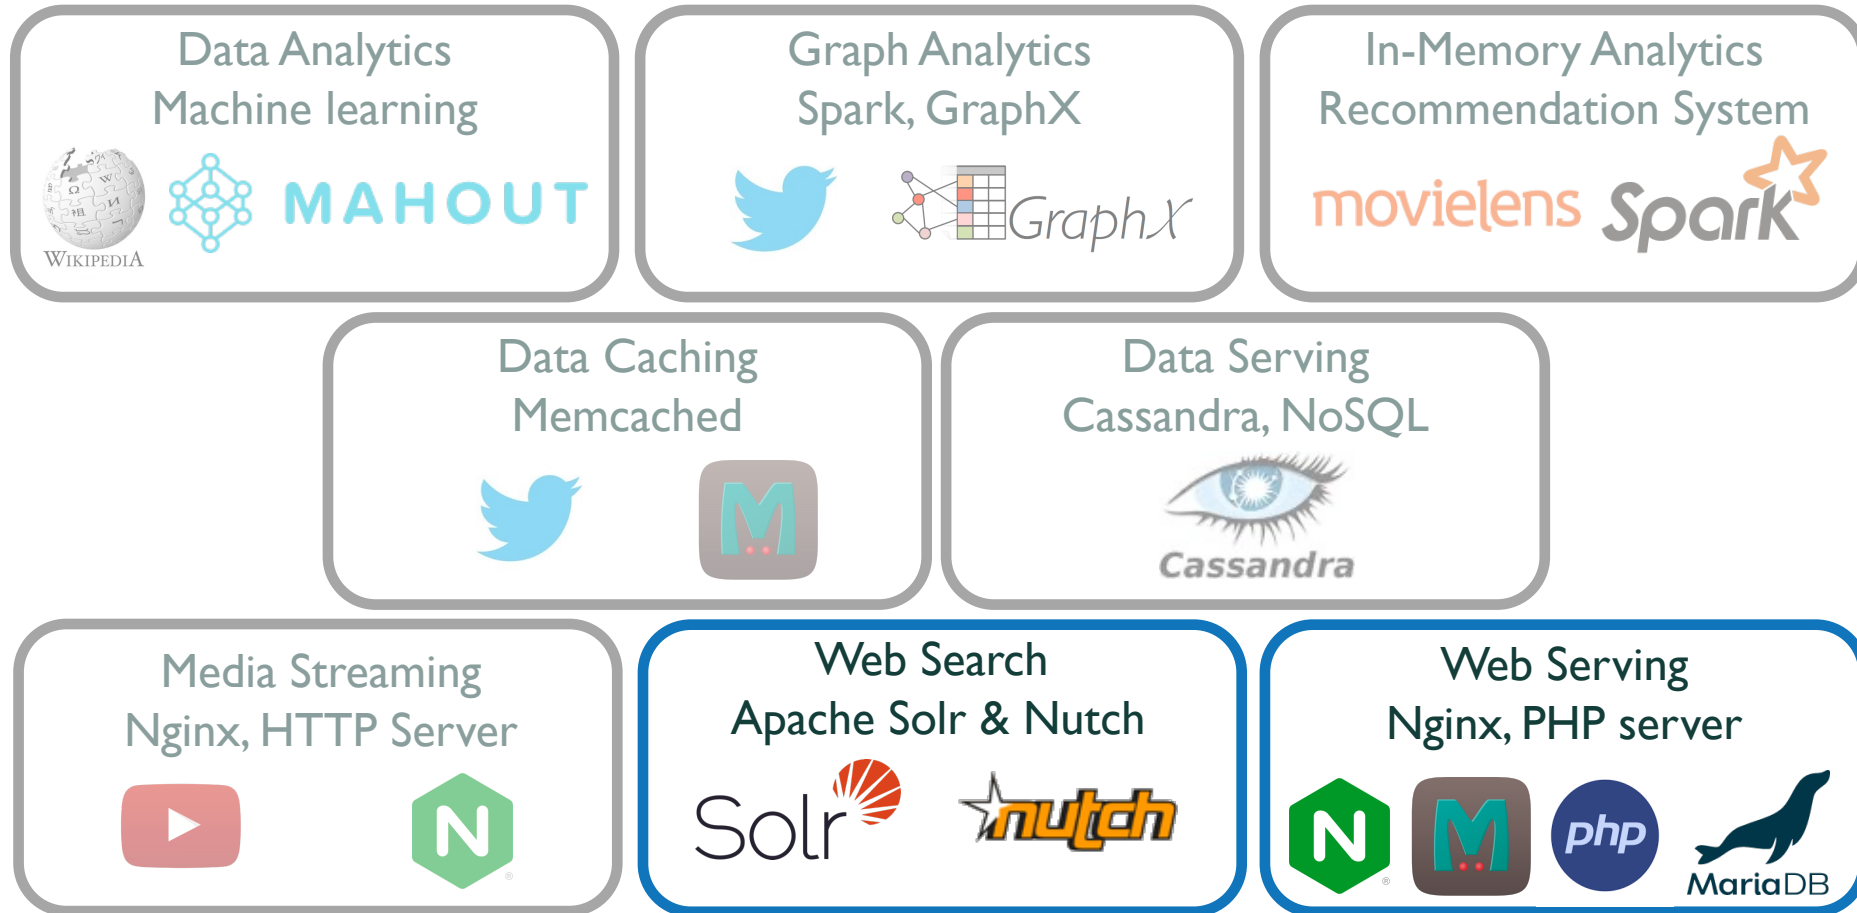 Data Analytics
Machine learning
WIKIPEDIA
MAHOUT
Graph Analytics
Spark, GraphX
GraphX
In-Memory Analytics
Recommendation System
movielens
Spark
Data Caching
Memcached
M
Data Serving
Cassandra, NoSQL
Cassandra
Media Streaming
Nginx, HTTP Server
N
Web Search
Apache Solr & Nutch
Solr
nutch
Web Serving
Nginx, PHP server
N
M
php
MariaDB